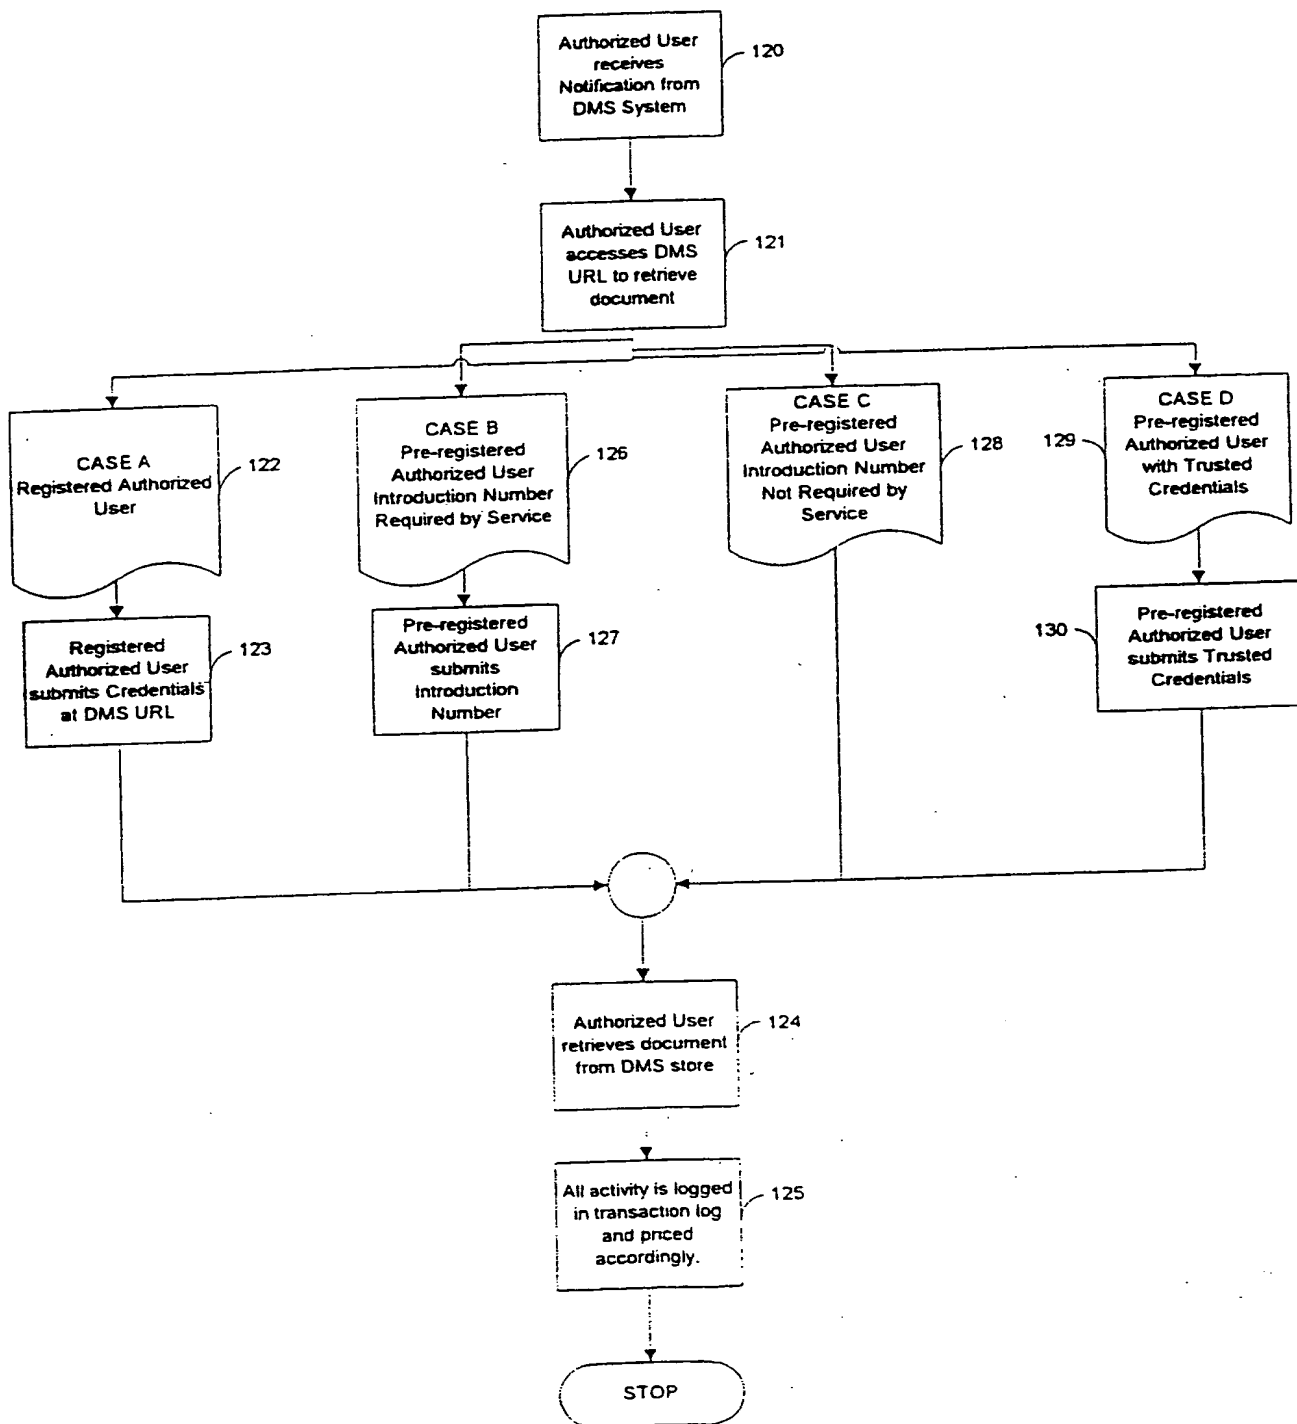 Authorized User
receives
Notification from
DMS System
120
Authorized User
accesses DMS
URL to retrieve
document
121
CASE A
Registered Authorized
User
122
CASE B
Pre-registered
Authorized User
Introduction Number
Required by Service
126
CASE C
Pre-registered
Authorized User
Introduction Number
Not Required by
Service
128
CASE D
Pre-registered
Authorized User
with Trusted
Credentials
129
Registered
Authorized User
submits Credentials
at DMS URL
123
Pre-registered
Authorized User
submits
Introduction
Number
127
Pre-registered
Authorized User
submits Trusted
Credentials
130
Authorized User
retrieves document
from DMS store
124
All activity is logged
in transaction log
and priced
accordingly.
125
STOP